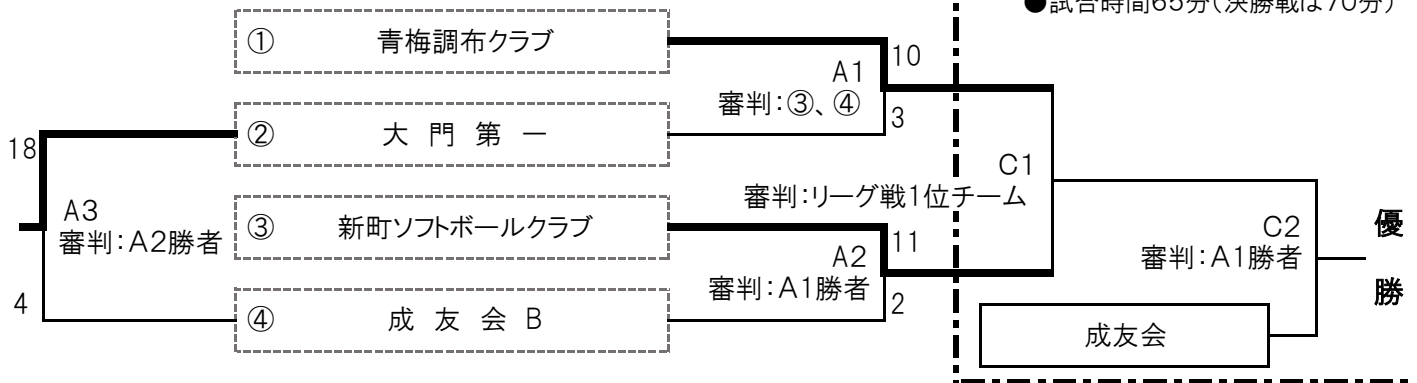 ●試合時間65分(決勝戦は70分)
① 青梅調布クラブ
10
A1
審判:③、④
3
② 大門第一
18
C1
審判:リーグ戦1位チーム
A3
審判:A2勝者
③ 新町ソフトボールクラブ
11
A2
審判:A1勝者
2
C2
審判:A1勝者
優
勝
4
④ 成友会B
成友会